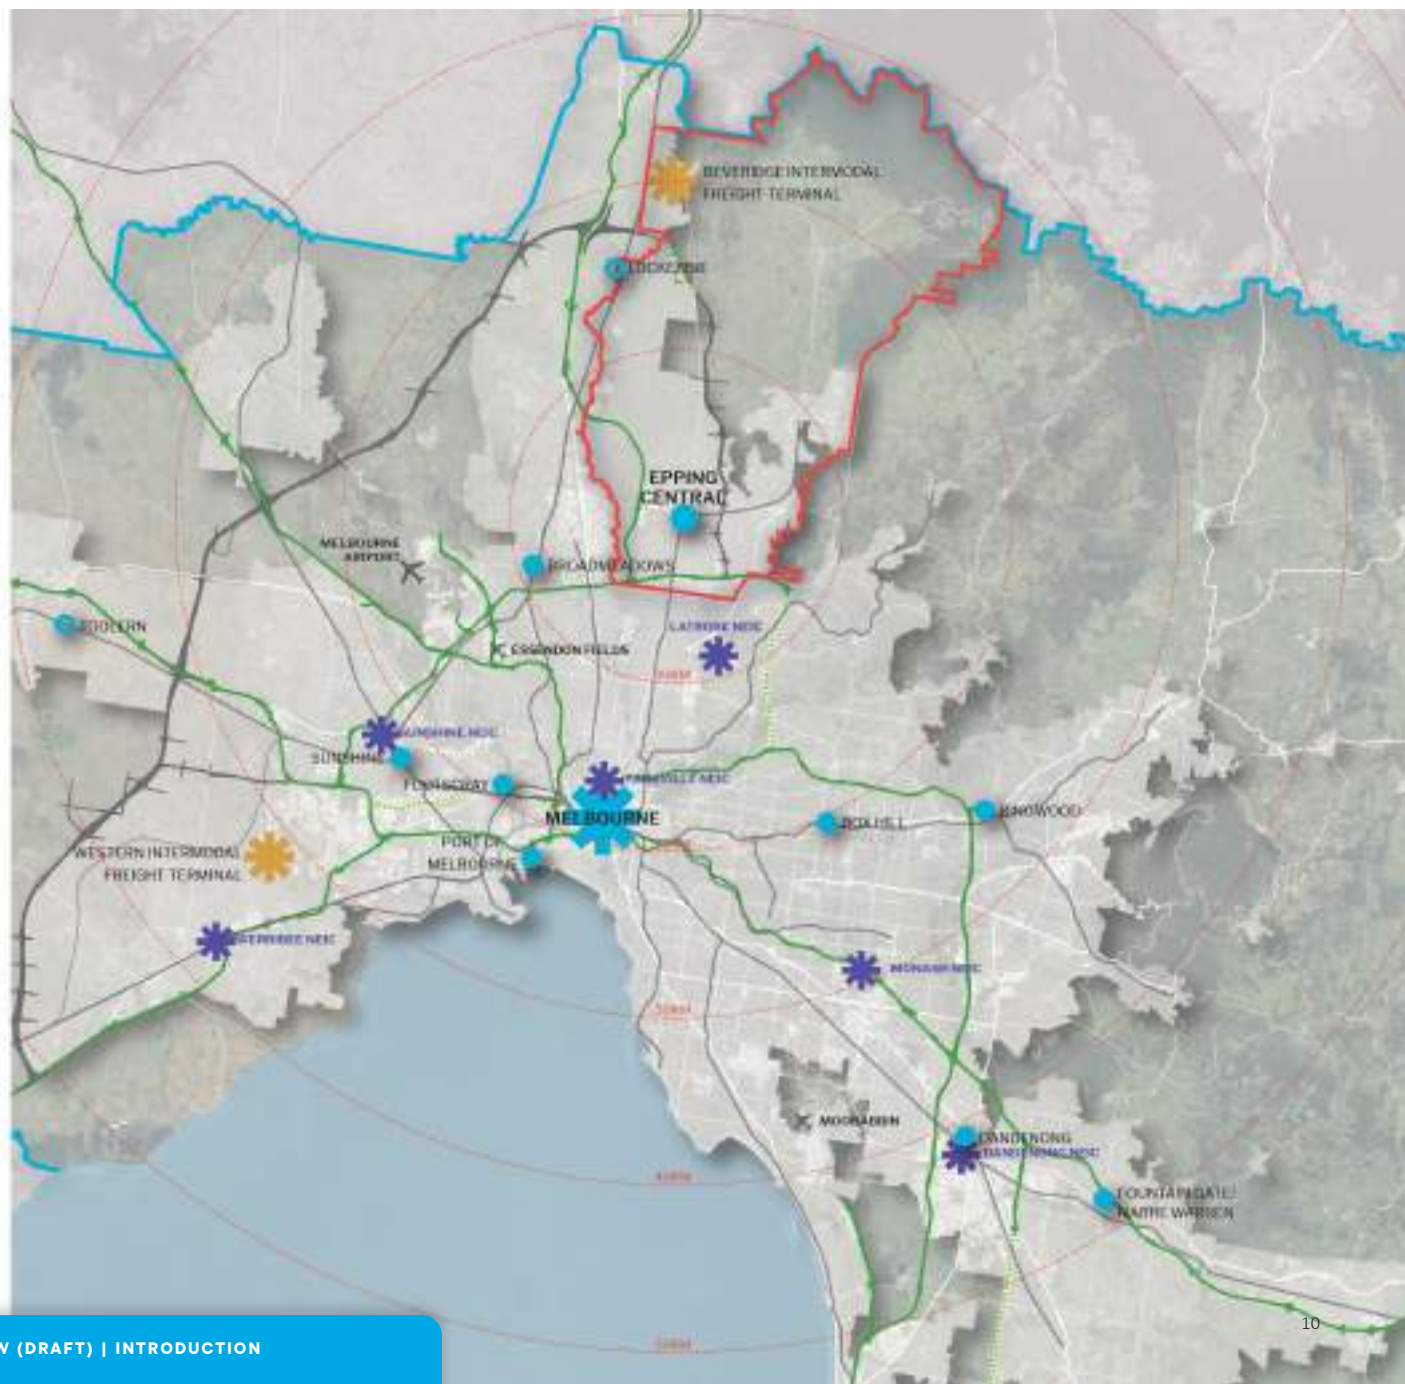 BEVERIDGE INTERMODAL
FREIGHT TERMINAL
LOCKERBIE
EPPING
CENTRAL
MELBOURNE
AIRPORT
BROADMEADOWS
TOOLERN
LATROBE NEIC
ESSENDON FIELDS
SUNSHINE NEIC
SUNSHINE
FOOTSCRAY
PARKVILLE NEIC
MELBOURNE
BOX HILL
RINGWOOD
PORT OF
MELBOURNE
WESTERN INTERMODAL
FREIGHT TERMINAL
WERRIBEE NEIC
MONASH NEIC
MOORABBIN
DANDENONG
DANDENONG NEIC
FOUNTAIN GATE/
NARRE WARREN
10
(DRAFT) | INTRODUCTION